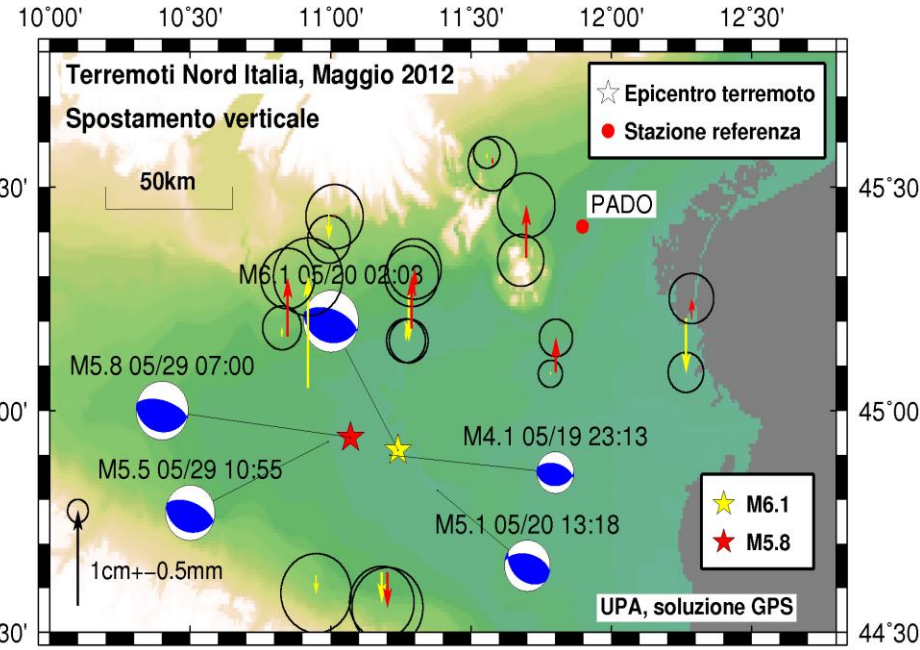 10°00' 10°30' 11°00' 11°30' 12°00' 12°30'
Terremoti Nord Italia, Maggio 2012
Spostamento verticale
Epicentro terremoto
Stazione referenza
50km
30'
45°30'
PADO
M6.1 05/20 02:03
M5.8 05/29 07:00
00'
45°00'
M4.1 05/19 23:13
M5.5 05/29 10:55
M5.1 05/20 13:18
M6.1
M5.8
1cm+−0.5mm
UPA, soluzione GPS
30'
44°30'